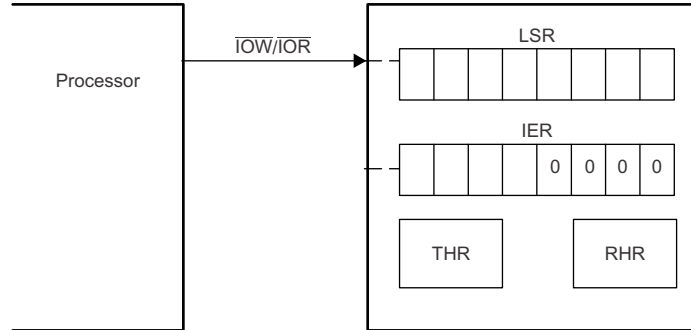 IOW/IOR
LSR
Processor
IER
0 0 0 0
THR RHR